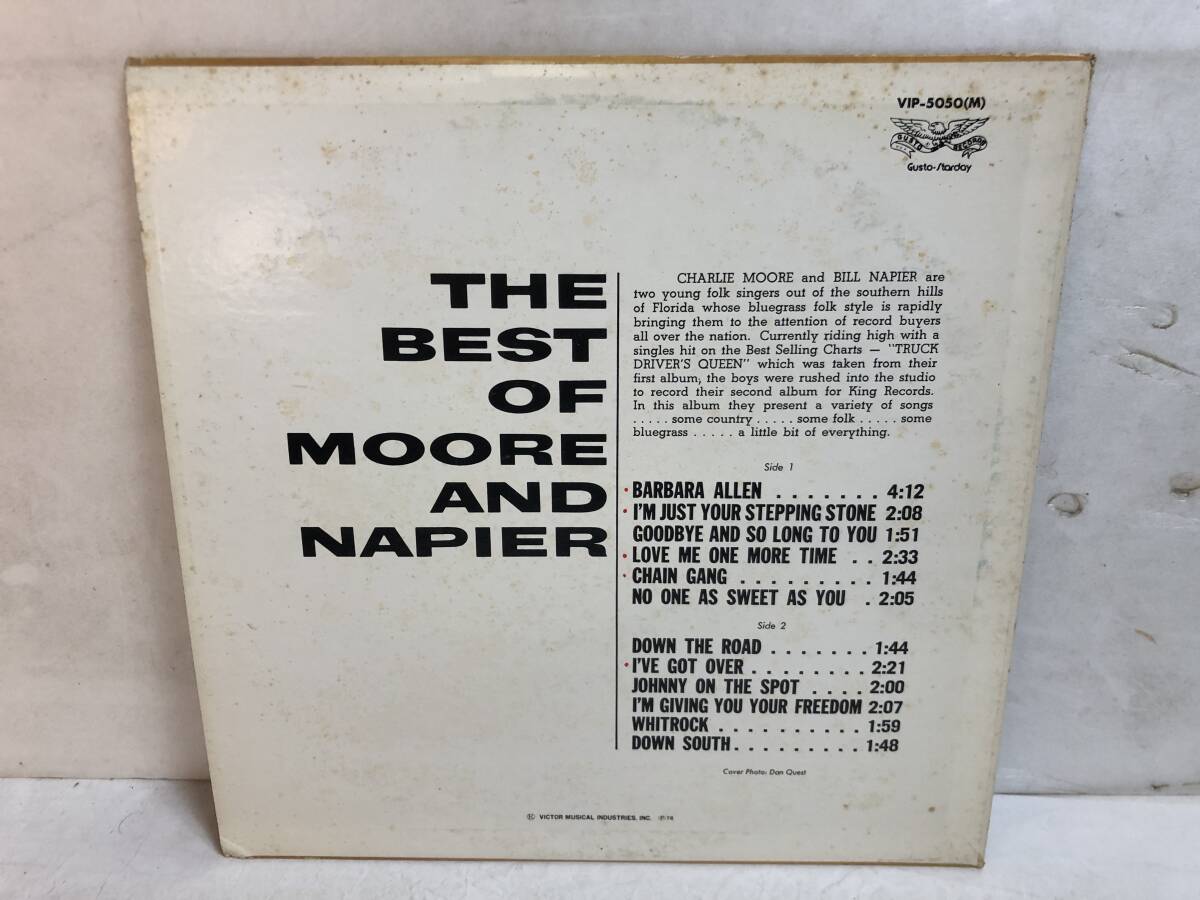 VIP-5050(M)
GUSTO RECORDS
Gusto-Starday
THE
BEST
OF
MOORE
AND
NAPIER
CHARLIE MOORE and BILL NAPIER are
two young folk singers out of the southern hills
of Florida whose bluegrass folk style is rapidly
bringing them to the attention of record buyers
all over the nation. Currently riding high with a
singles hit on the Best Selling Charts — "TRUCK
DRIVER'S QUEEN" which was taken from their
first album, the boys were rushed into the studio
to record their second album for King Records.
In this album they present a variety of songs
. . . . . some country . . . . . some folk . . . . . some
bluegrass . . . . . a little bit of everything.
Side 1
BARBARA ALLEN . . . . . . . 4:12
I'M JUST YOUR STEPPING STONE 2:08
GOODBYE AND SO LONG TO YOU 1:51
LOVE ME ONE MORE TIME . . 2:33
CHAIN GANG . . . . . . . . . 1:44
NO ONE AS SWEET AS YOU . 2:05
Side 2
DOWN THE ROAD . . . . . . . 1:44
I'VE GOT OVER . . . . . . . . 2:21
JOHNNY ON THE SPOT . . . . 2:00
I'M GIVING YOU YOUR FREEDOM 2:07
WHITROCK . . . . . . . . . . 1:59
DOWN SOUTH. . . . . . . . . 1:48
Cover Photo: Dan Quest
VICTOR MUSICAL INDUSTRIES, INC.